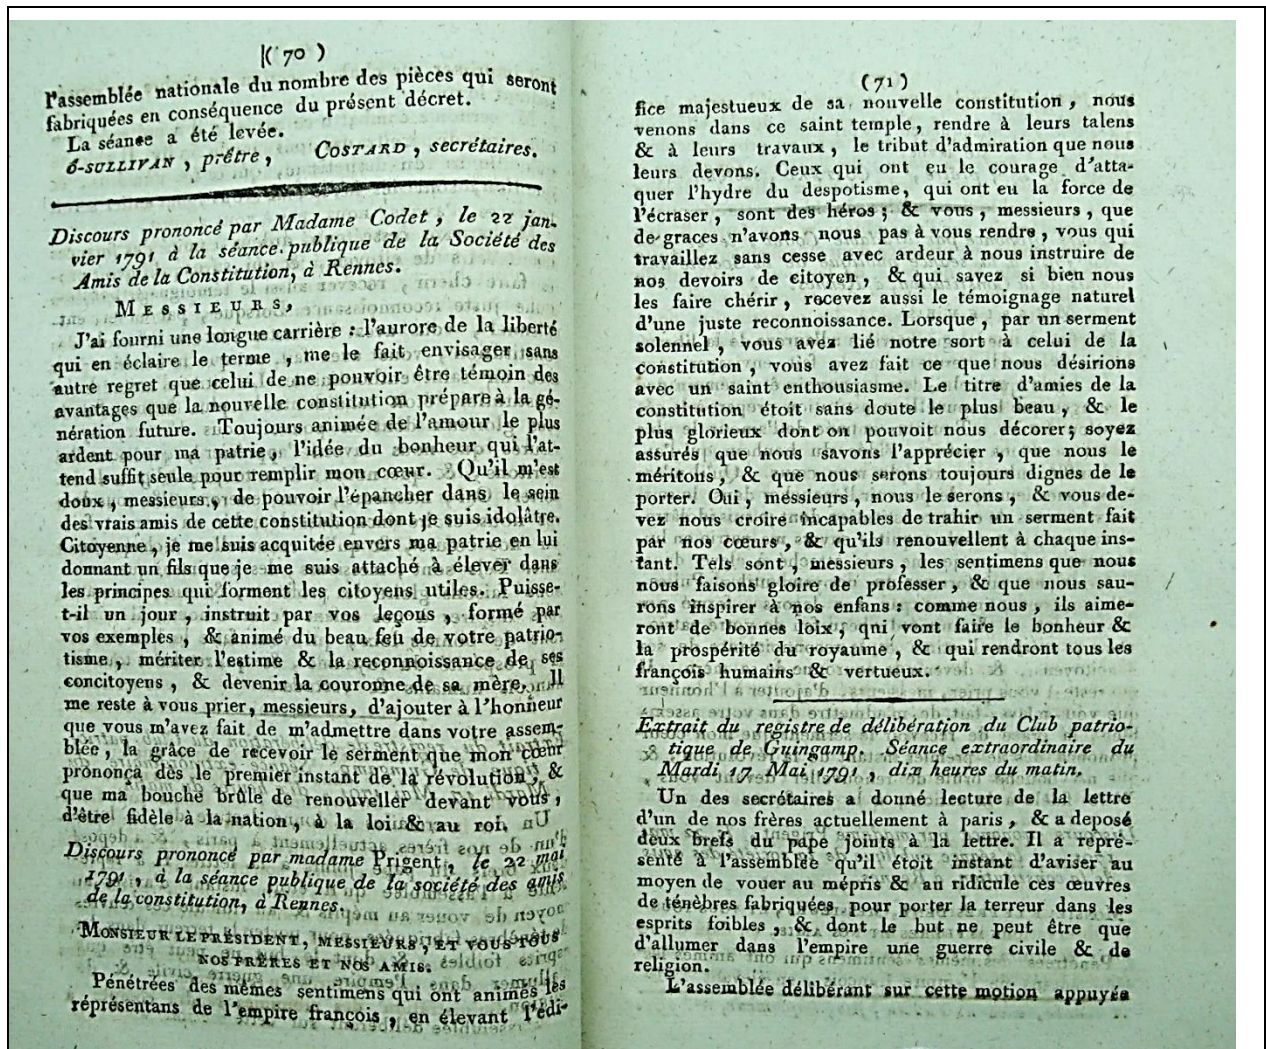 ( 70 )
l'assemblée nationale du nombre des pièces qui seront
fabriquées en conséquence du présent décret.
La séance a été levée.
O-SULLIVAN, prêtre, COSTARD, secrétaires.
Discours prononcé par Madame Codet, le 22 jan-
vier 1791 à la séance publique de la Société des
Amis de la Constitution, à Rennes.
MESSIEURS,
J'ai fourni une longue carrière : l'aurore de la liberté
qui en éclaire le terme, me le fait envisager sans
autre regret que celui de ne pouvoir être témoin des
avantages que la nouvelle constitution prépare à la gé-
nération future. Toujours animée de l'amour le plus
ardent pour ma patrie, l'idée du bonheur qui l'at-
tend suffit seule pour remplir mon cœur. Qu'il m'est
doux, messieurs, de pouvoir l'épancher dans le sein
des vrais amis de cette constitution dont je suis idolâtre.
Citoyenne, je me suis acquitée envers ma patrie en lui
donnant un fils que je me suis attaché à élever dans
les principes qui forment les citoyens utiles. Puisse-
t-il un jour, instruit par vos leçons, formé par
vos exemples, & animé du beau feu de votre patrio-
tisme, mériter l'estime & la reconnoissance de ses
concitoyens, & devenir la couronne de sa mère. Il
me reste à vous prier, messieurs, d'ajouter à l'honneur
que vous m'avez fait de m'admettre dans votre assem-
blée, la grâce de recevoir le serment que mon cœur
prononça dès le premier instant de la révolution, &
que ma bouche brûle de renouveller devant vous,
d'être fidèle à la nation, à la loi & au roi.
Discours prononcé par madame Prigent, le 22 mai
1791, à la séance publique de la société des amis
de la constitution, à Rennes.
MONSIEUR LE PRÉSIDENT, MESSIEURS, ET VOUS TOUS
NOS FRÈRES ET NOS AMIS.
Pénétrées des mêmes sentimens qui ont animés les
réprésentans de l'empire françois, en élevant l'édi-
(71)
fice majestueux de sa nouvelle constitution, nous
venons dans ce saint temple, rendre à leurs talens
& à leurs travaux, le tribut d'admiration que nous
leurs devons. Ceux qui ont eu le courage d'atta-
quer l'hydre du despotisme, qui ont eu la force de
l'écraser, sont des héros ; & vous, messieurs, que
de graces n'avons nous pas à vous rendre, vous qui
travaillez sans cesse avec ardeur à nous instruire de
nos devoirs de citoyen, & qui savez si bien nous
les faire chérir, recevez aussi le témoignage naturel
d'une juste reconnoissance. Lorsque, par un serment
solennel, vous avez lié notre sort à celui de la
constitution, vous avez fait ce que nous désirions
avec un saint enthousiasme. Le titre d'amies de la
constitution étoit sans doute le plus beau, & le
plus glorieux dont on pouvoit nous décorer ; soyez
assurés que nous savons l'apprécier, que nous le
méritons, & que nous serons toujours dignes de le
porter. Oui, messieurs, nous le serons, & vous de-
vez nous croire incapables de trahir un serment fait
par nos cœurs, & qu'ils renouvellent à chaque ins-
tant. Tels sont, messieurs, les sentimens que nous
nous faisons gloire de professer, & que nous sau-
rons inspirer à nos enfans : comme nous, ils aime-
ront de bonnes loix, qui vont faire le bonheur &
la prospérité du royaume, & qui rendront tous les
françois humains & vertueux.
Extrait du registre de délibération du Club patrio-
tique de Guingamp. Séance extraordinaire du
Mardi 17 Mai 1791, dix heures du matin.
Un des secrétaires a donné lecture de la lettre
d'un de nos frères actuellement à paris, & a deposé
deux brefs du pape joints à la lettre. Il a repré-
senté à l'assemblée qu'il étoit instant d'aviser au
moyen de vouer au mépris & au ridicule ces œuvres
de ténèbres fabriquées pour porter la terreur dans les
esprits foibles, & dont le but ne peut être que
d'allumer dans l'empire une guerre civile & de
religion.
L'assemblée délibérant sur cette motion appuyée